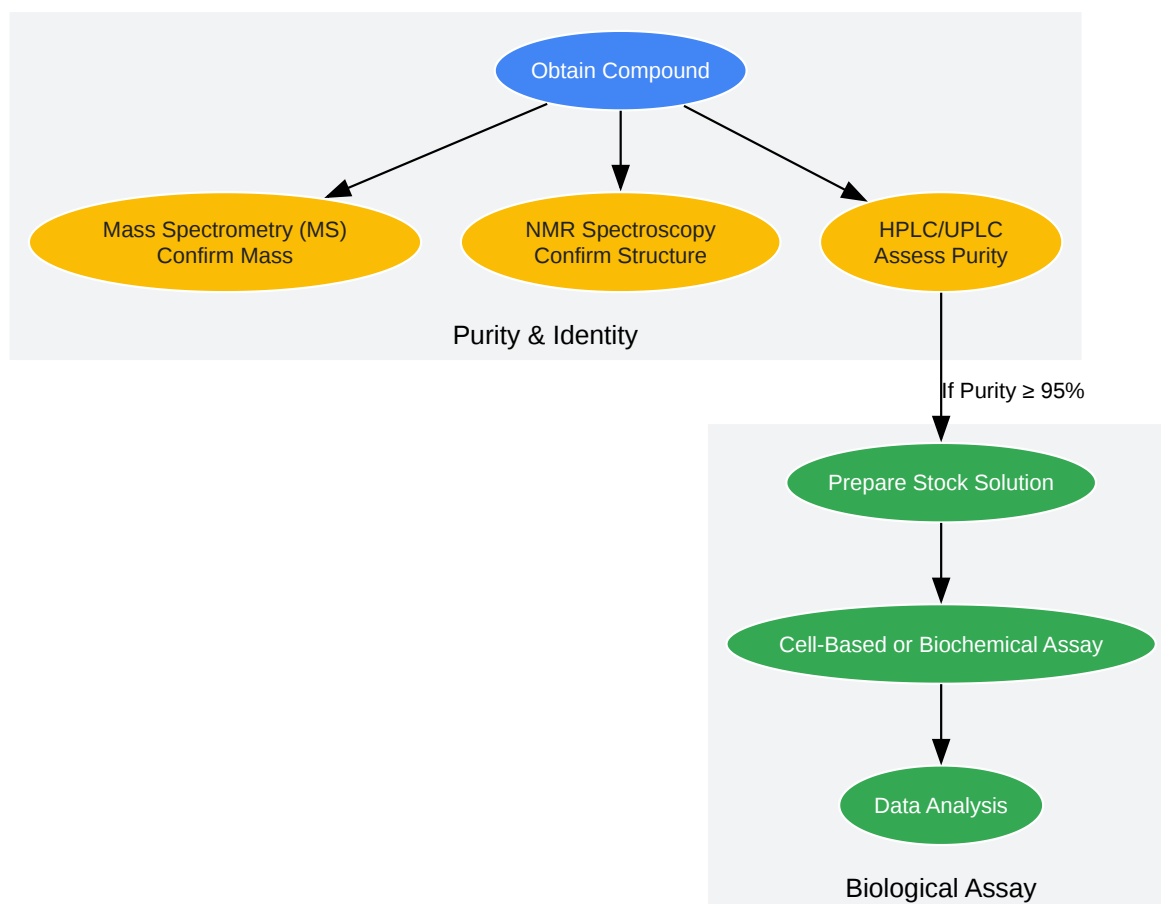 Obtain Compound
Mass Spectrometry (MS)
Confirm Mass
NMR Spectroscopy
Confirm Structure
HPLC/UPLC
Assess Purity
Purity & Identity
If Purity ≥ 95%
Prepare Stock Solution
Cell-Based or Biochemical Assay
Data Analysis
Biological Assay